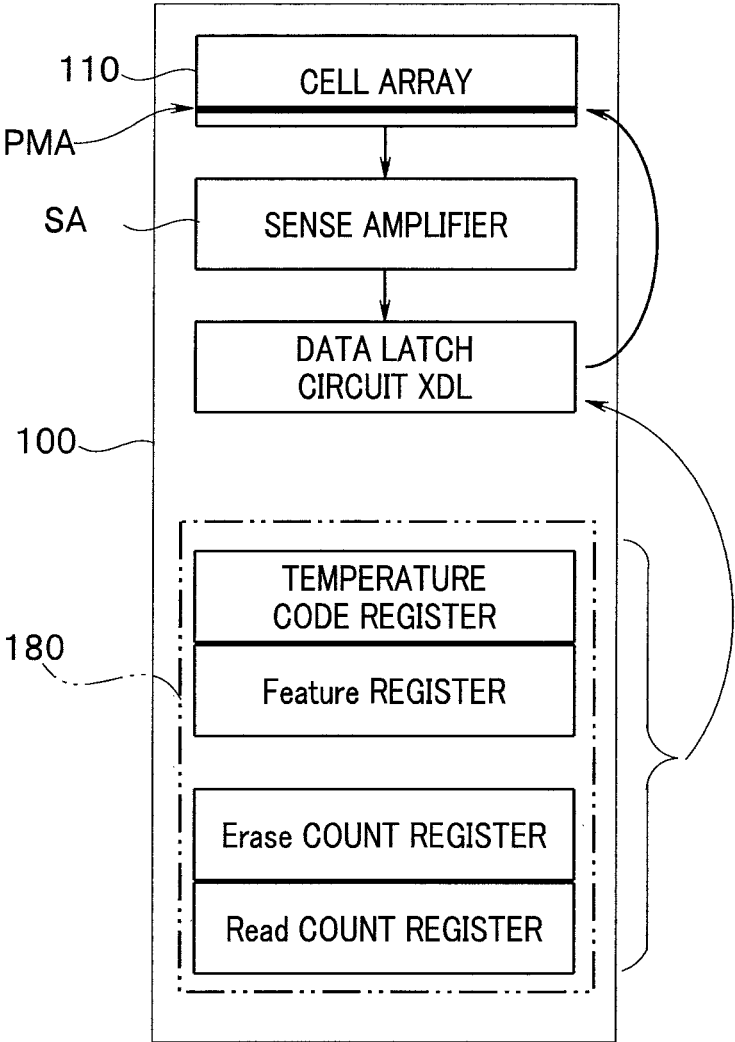 110
CELL ARRAY
PMA
SA
SENSE AMPLIFIER
DATA LATCH
CIRCUIT XDL
100
TEMPERATURE
CODE REGISTER
180
Feature REGISTER
Erase COUNT REGISTER
Read COUNT REGISTER